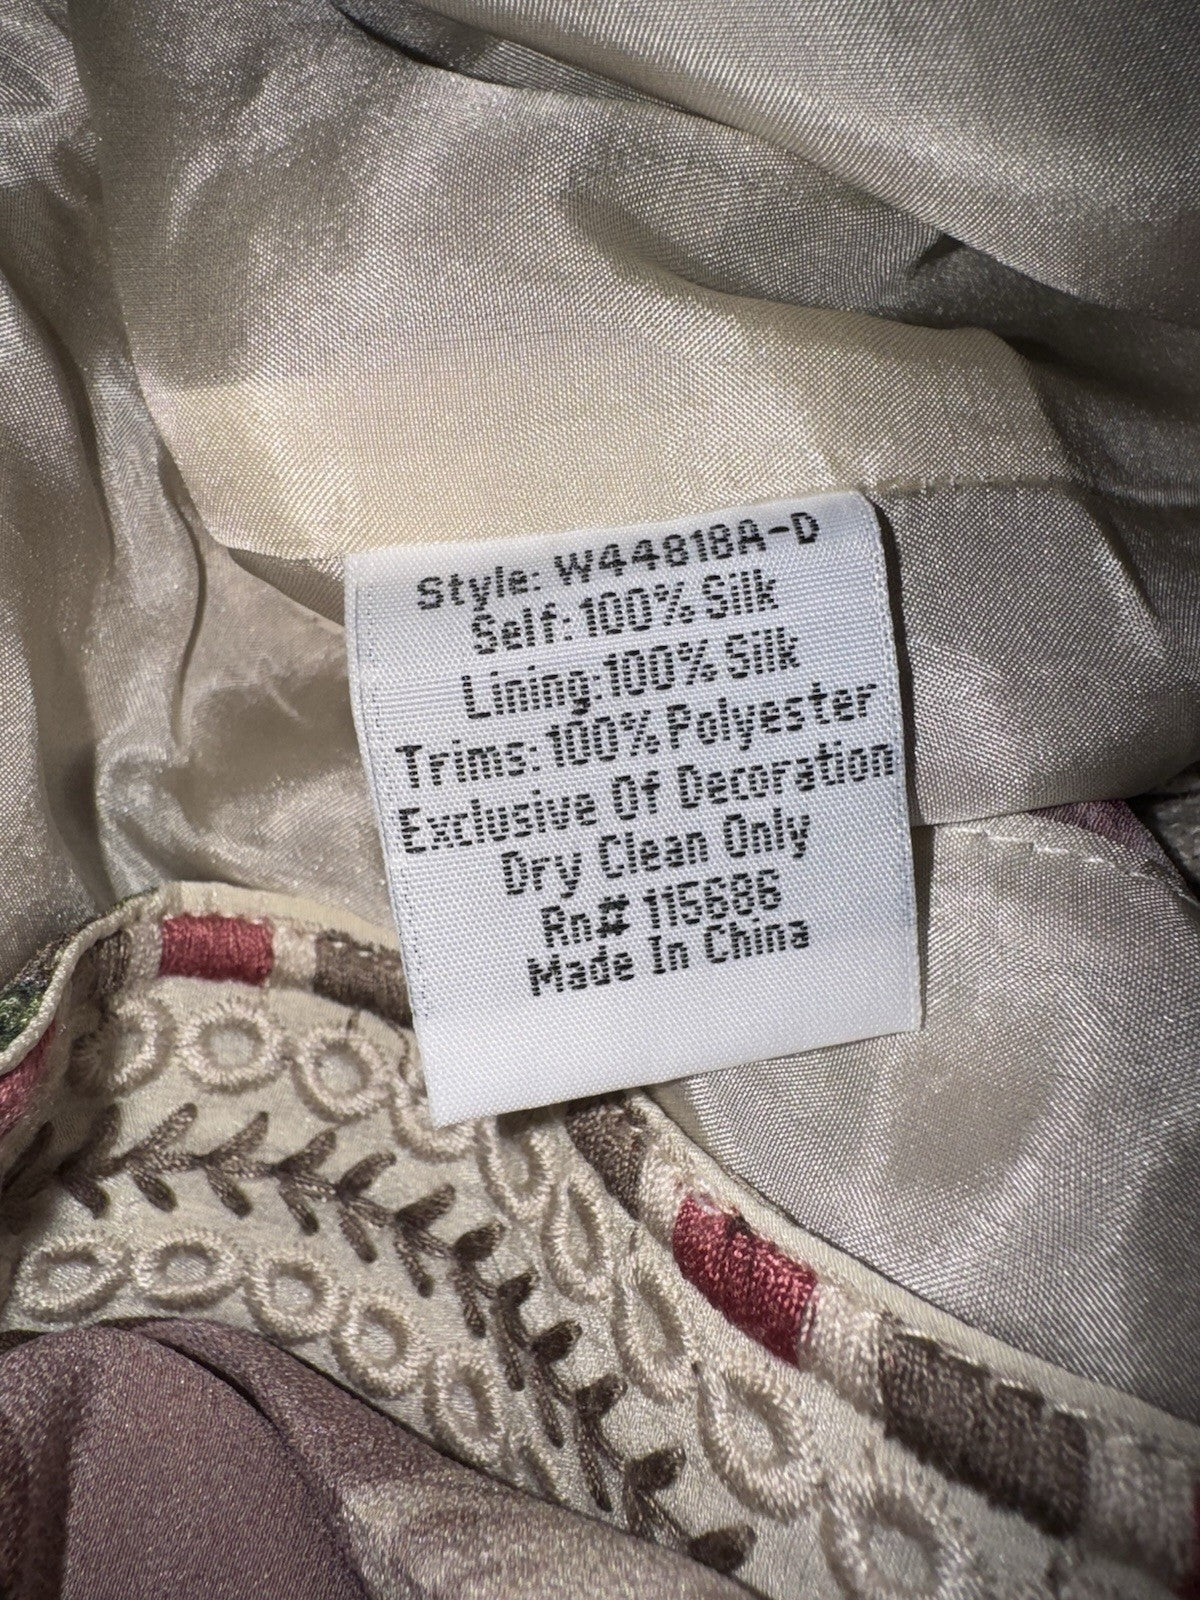 Style: W44818A-D
Self: 100% Silk
Lining: 100% Silk
Trims: 100% Polyester
Exclusive Of Decoration
Dry Clean Only
Rn# 115686
Made In China